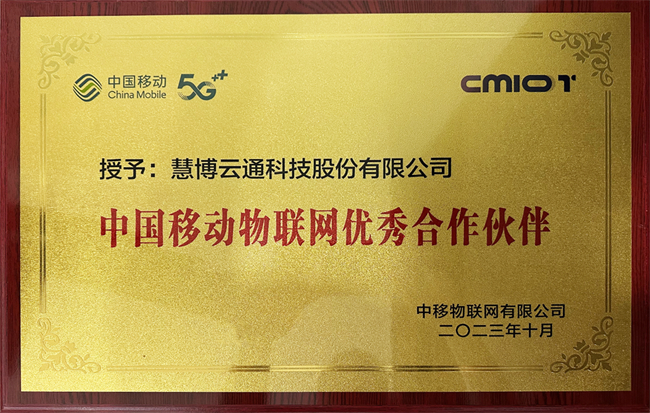 中国移动
China Mobile
5G++
CMIOT
授予：慧博云通科技股份有限公司
中国移动物联网优秀合作伙伴
中移物联网有限公司
二〇二三年十月